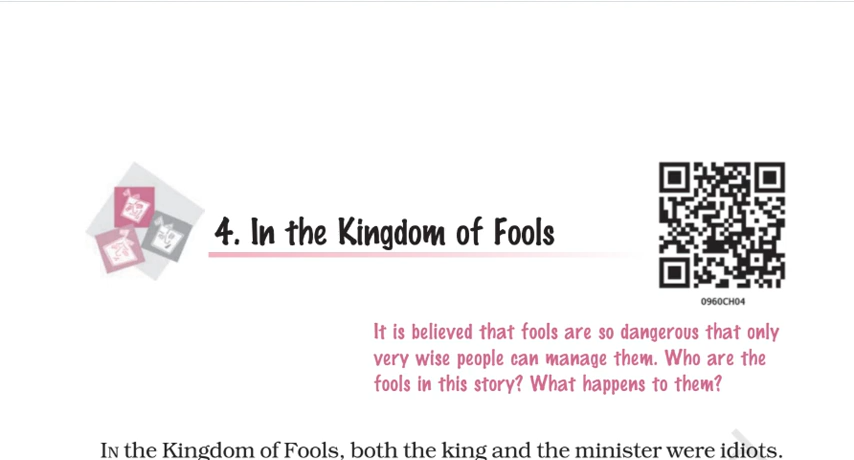 4. In the Kingdom of Fools
0960CH04
It is believed that fools are so dangerous that only
very wise people can manage them. Who are the
fools in this story? What happens to them?
IN the Kingdom of Fools, both the king and the minister were idiots.